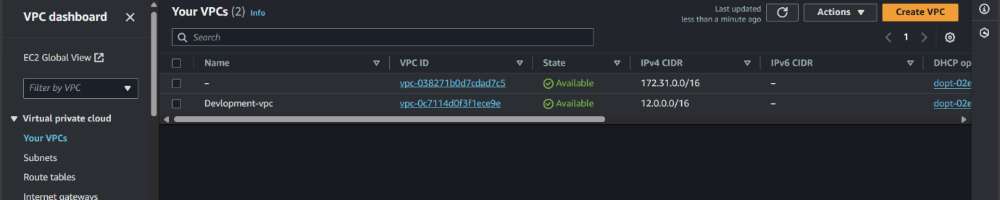 VPC dashboard
EC2 Global View
Filter by VPC
Virtual private cloud
Your VPCs
Subnets
Route tables
Internet gateways
Your VPCs (2) Info
Last updated
less than a minute ago
Actions
Create VPC
Search
1
Name VPC ID State IPv4 CIDR IPv6 CIDR DHCP op
– vpc-038271b0d7cdad7c5 Available 172.31.0.0/16 – dopt-02e
Devlopment-vpc vpc-0c7114d0f3f1ece9e Available 12.0.0.0/16 – dopt-02e